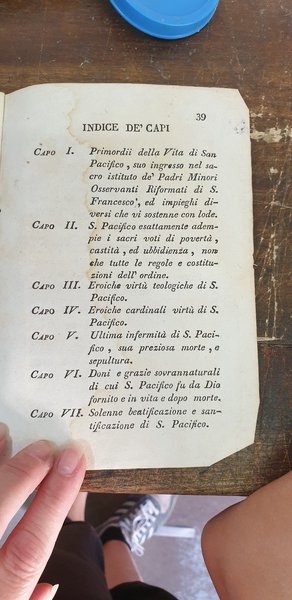 39
INDICE DE' CAPI
CAPO I. Primordii della Vita di San
Pacifico, suo ingresso nel sa-
cro istituto de' Padri Minori
Osservanti Riformati di S.
Francesco, ed impieghi di-
versi che vi sostenne con lode.
CAPO II. S. Pacifico esattamente adem-
pie i sacri voti di povertà,
castità, ed ubbidienza, non
che tutte le regole e costitu-
zioni dell'ordine.
CAPO III. Eroiche virtù teologiche di S.
Pacifico.
CAPO IV. Eroiche cardinali virtù di S.
Pacifico.
CAPO V. Ultima infermità di S. Paci-
fico, sua preziosa morte, e
sepultura.
CAPO VI. Doni e grazie sovrannaturali
di cui S. Pacifico fu da Dio
fornito e in vita e dopo morte.
CAPO VII. Solenne beatificazione e san-
tificazione di S. Pacifico.